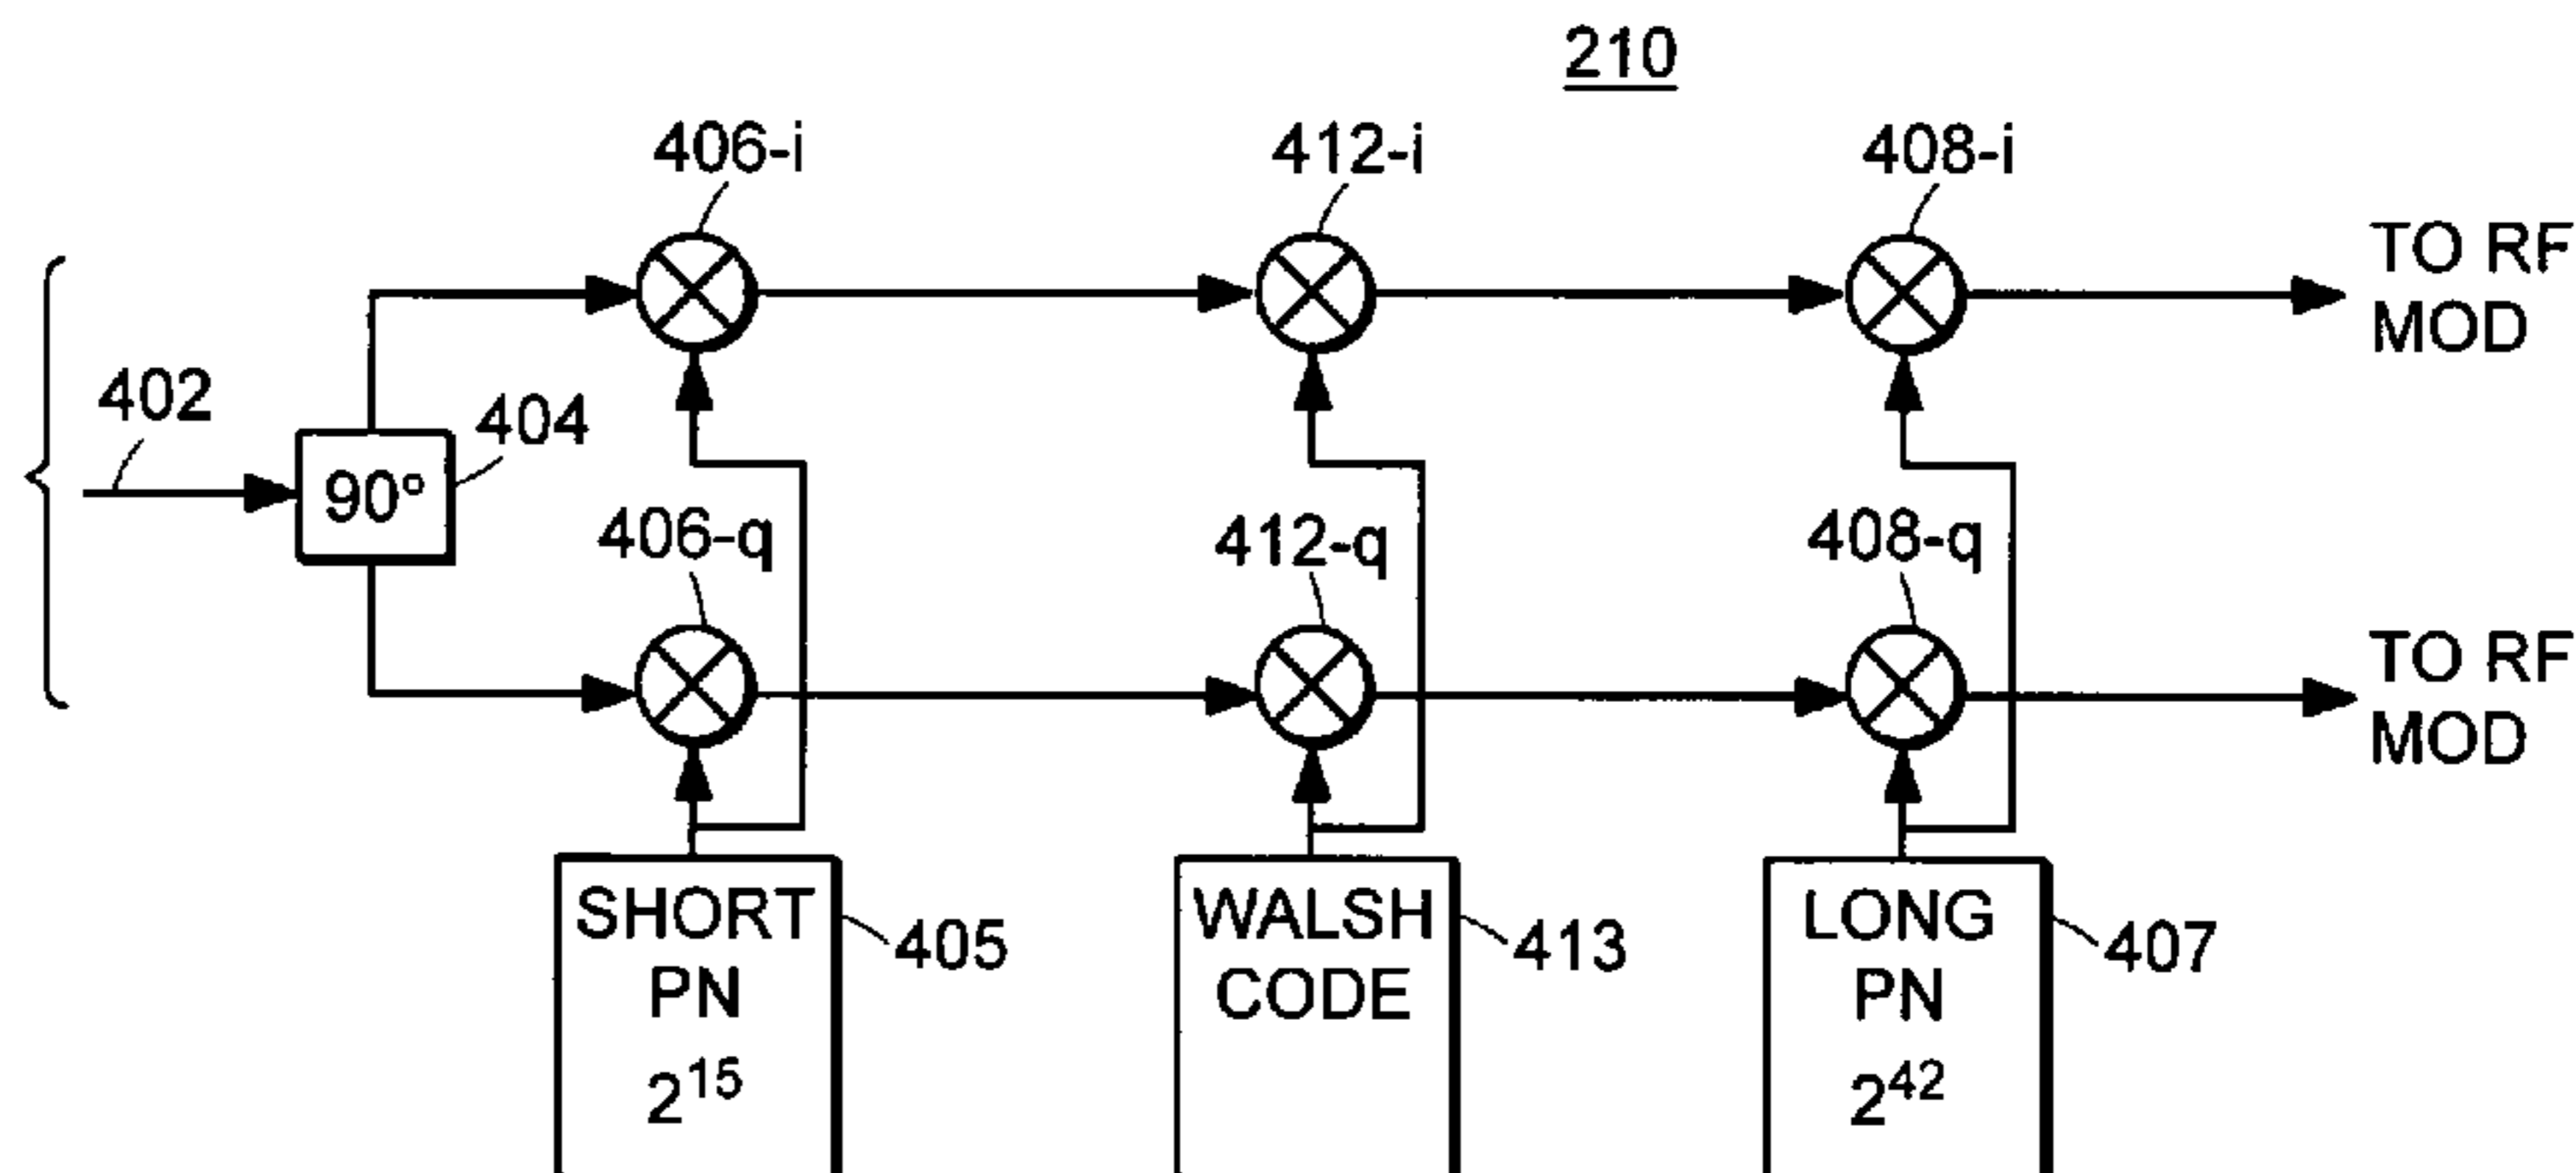 210
406-i
412-i
408-i
TO RF
MOD
402
404
90°
406-q
412-q
408-q
TO RF
MOD
SHORT
PN
2^15
405
WALSH
CODE
413
LONG
PN
2^42
407